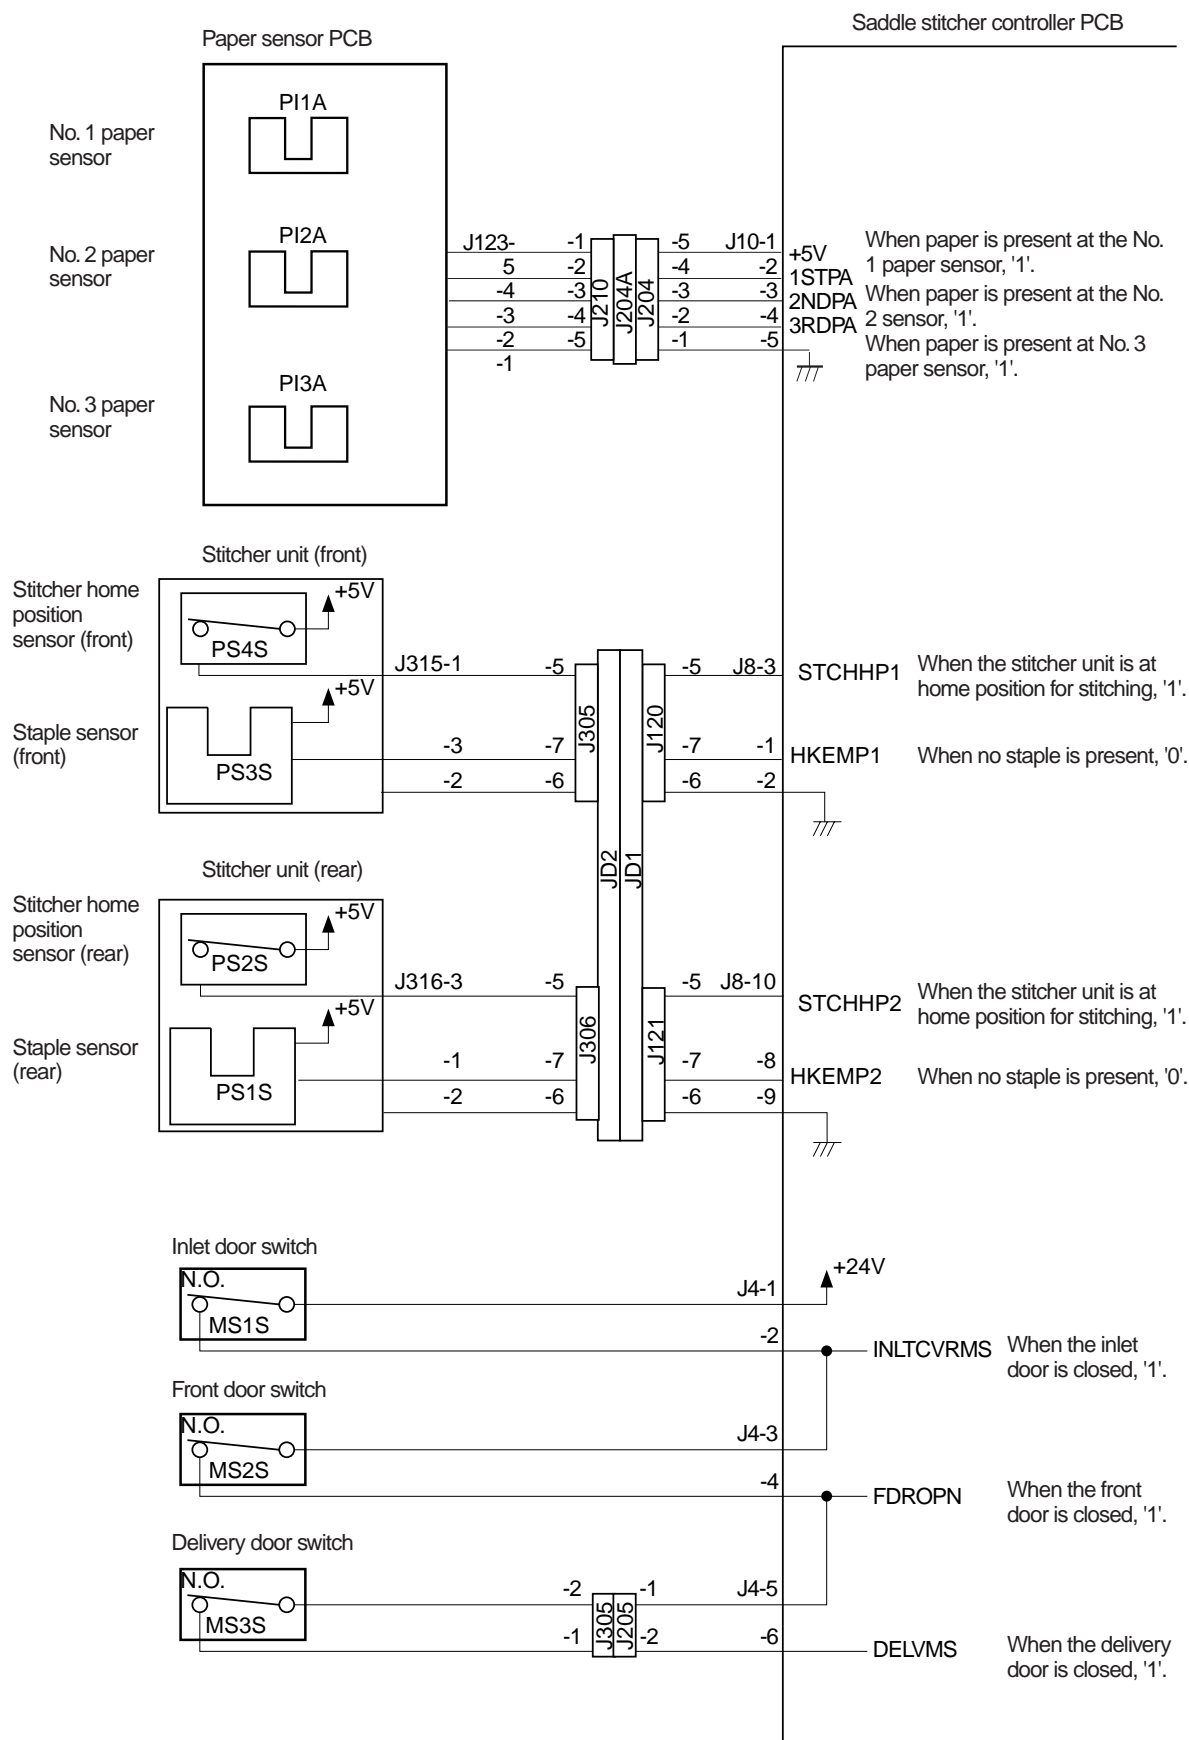 Saddle stitcher controller PCB
Paper sensor PCB
PI1A
No. 1 paper
sensor
PI2A
No. 2 paper
sensor
PI3A
No. 3 paper
sensor
J123-
5
-4
-3
-2
-1
-1
-2
-3
-4
-5
J210
J204A
J204
-5
-4
-3
-2
-1
J10-1
-2
-3
-4
-5
+5V
1STPA
2NDPA
3RDPA
When paper is present at the No.
1 paper sensor, '1'.
When paper is present at the No.
2 sensor, '1'.
When paper is present at No. 3
paper sensor, '1'.
Stitcher unit (front)
Stitcher home
position
sensor (front)
+5V
PS4S
J315-1 -5 J305 J120 -5 J8-3
STCHHP1
When the stitcher unit is at
home position for stitching, '1'.
+5V
Staple sensor
(front)
PS3S
-3 -7 -7 -1
HKEMP1 When no staple is present, '0'.
-2 -6 -6 -2
JD2 JD1
Stitcher unit (rear)
Stitcher home
position
sensor (rear)
+5V
PS2S
J316-3 -5 J306 J121 -5 J8-10
STCHHP2
When the stitcher unit is at
home position for stitching, '1'.
+5V
Staple sensor
(rear)
PS1S
-1 -7 -7 -8
HKEMP2 When no staple is present, '0'.
-2 -6 -6 -9
Inlet door switch
N.O.
MS1S
J4-1
+24V
-2
INLTCVRMS
When the inlet
door is closed, '1'.
Front door switch
N.O.
MS2S
J4-3
-4
FDROPN
When the front
door is closed, '1'.
Delivery door switch
N.O.
MS3S
-2 J305 J205 -1 J4-5
-1 -2 -6
DELVMS
When the delivery
door is closed, '1'.